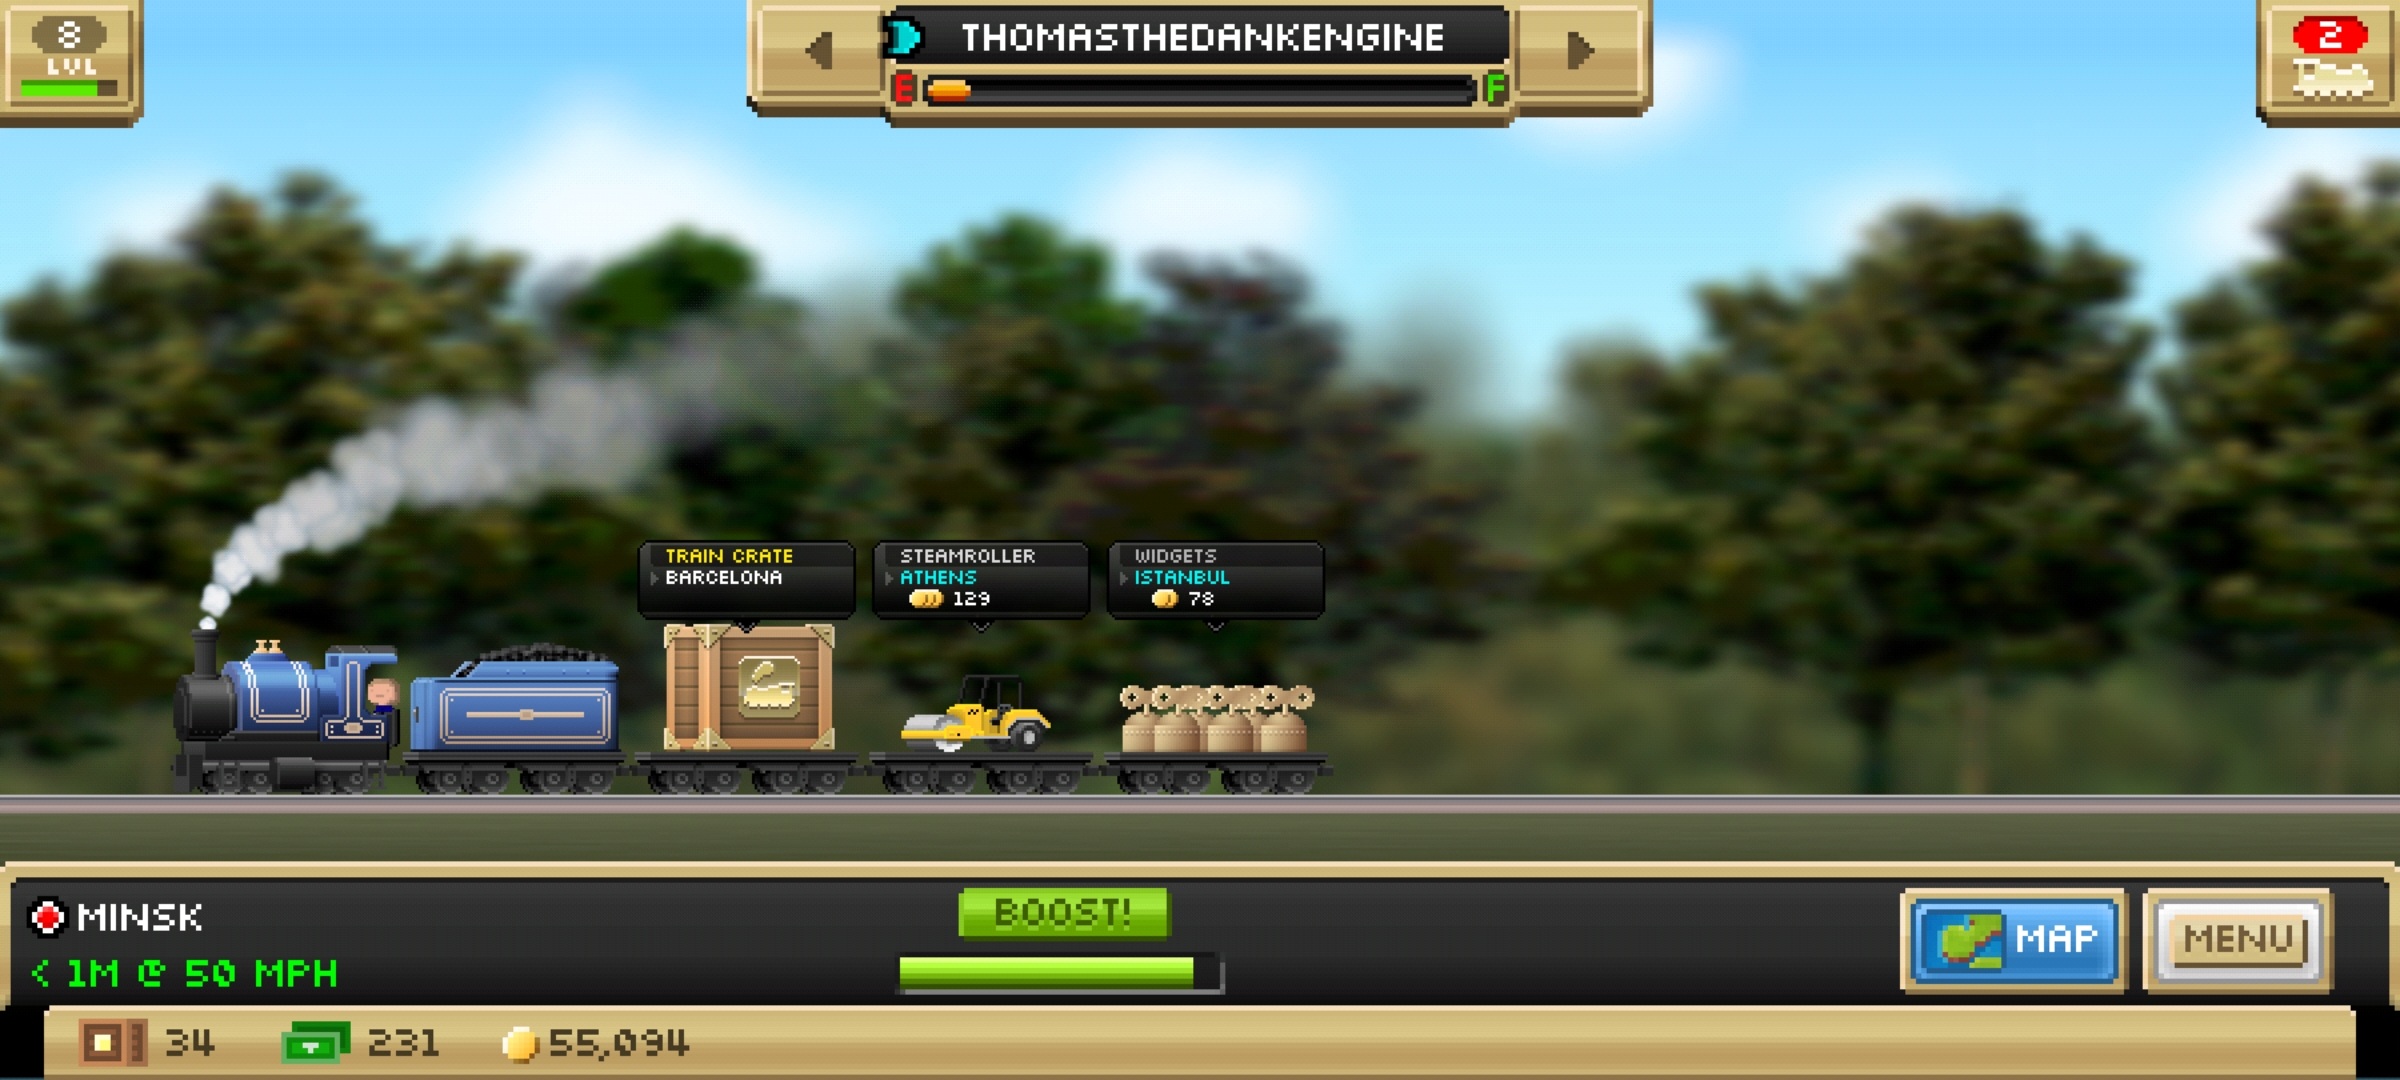 8
LVL
THOMASTHEDANKENGINE
E F
2
TRAIN CRATE
BARCELONA
STEAMROLLER
ATHENS
129
WIDGETS
ISTANBUL
78
MINSK
< 1M @ 50 MPH
BOOST!
MAP
MENU
34
231
55,094